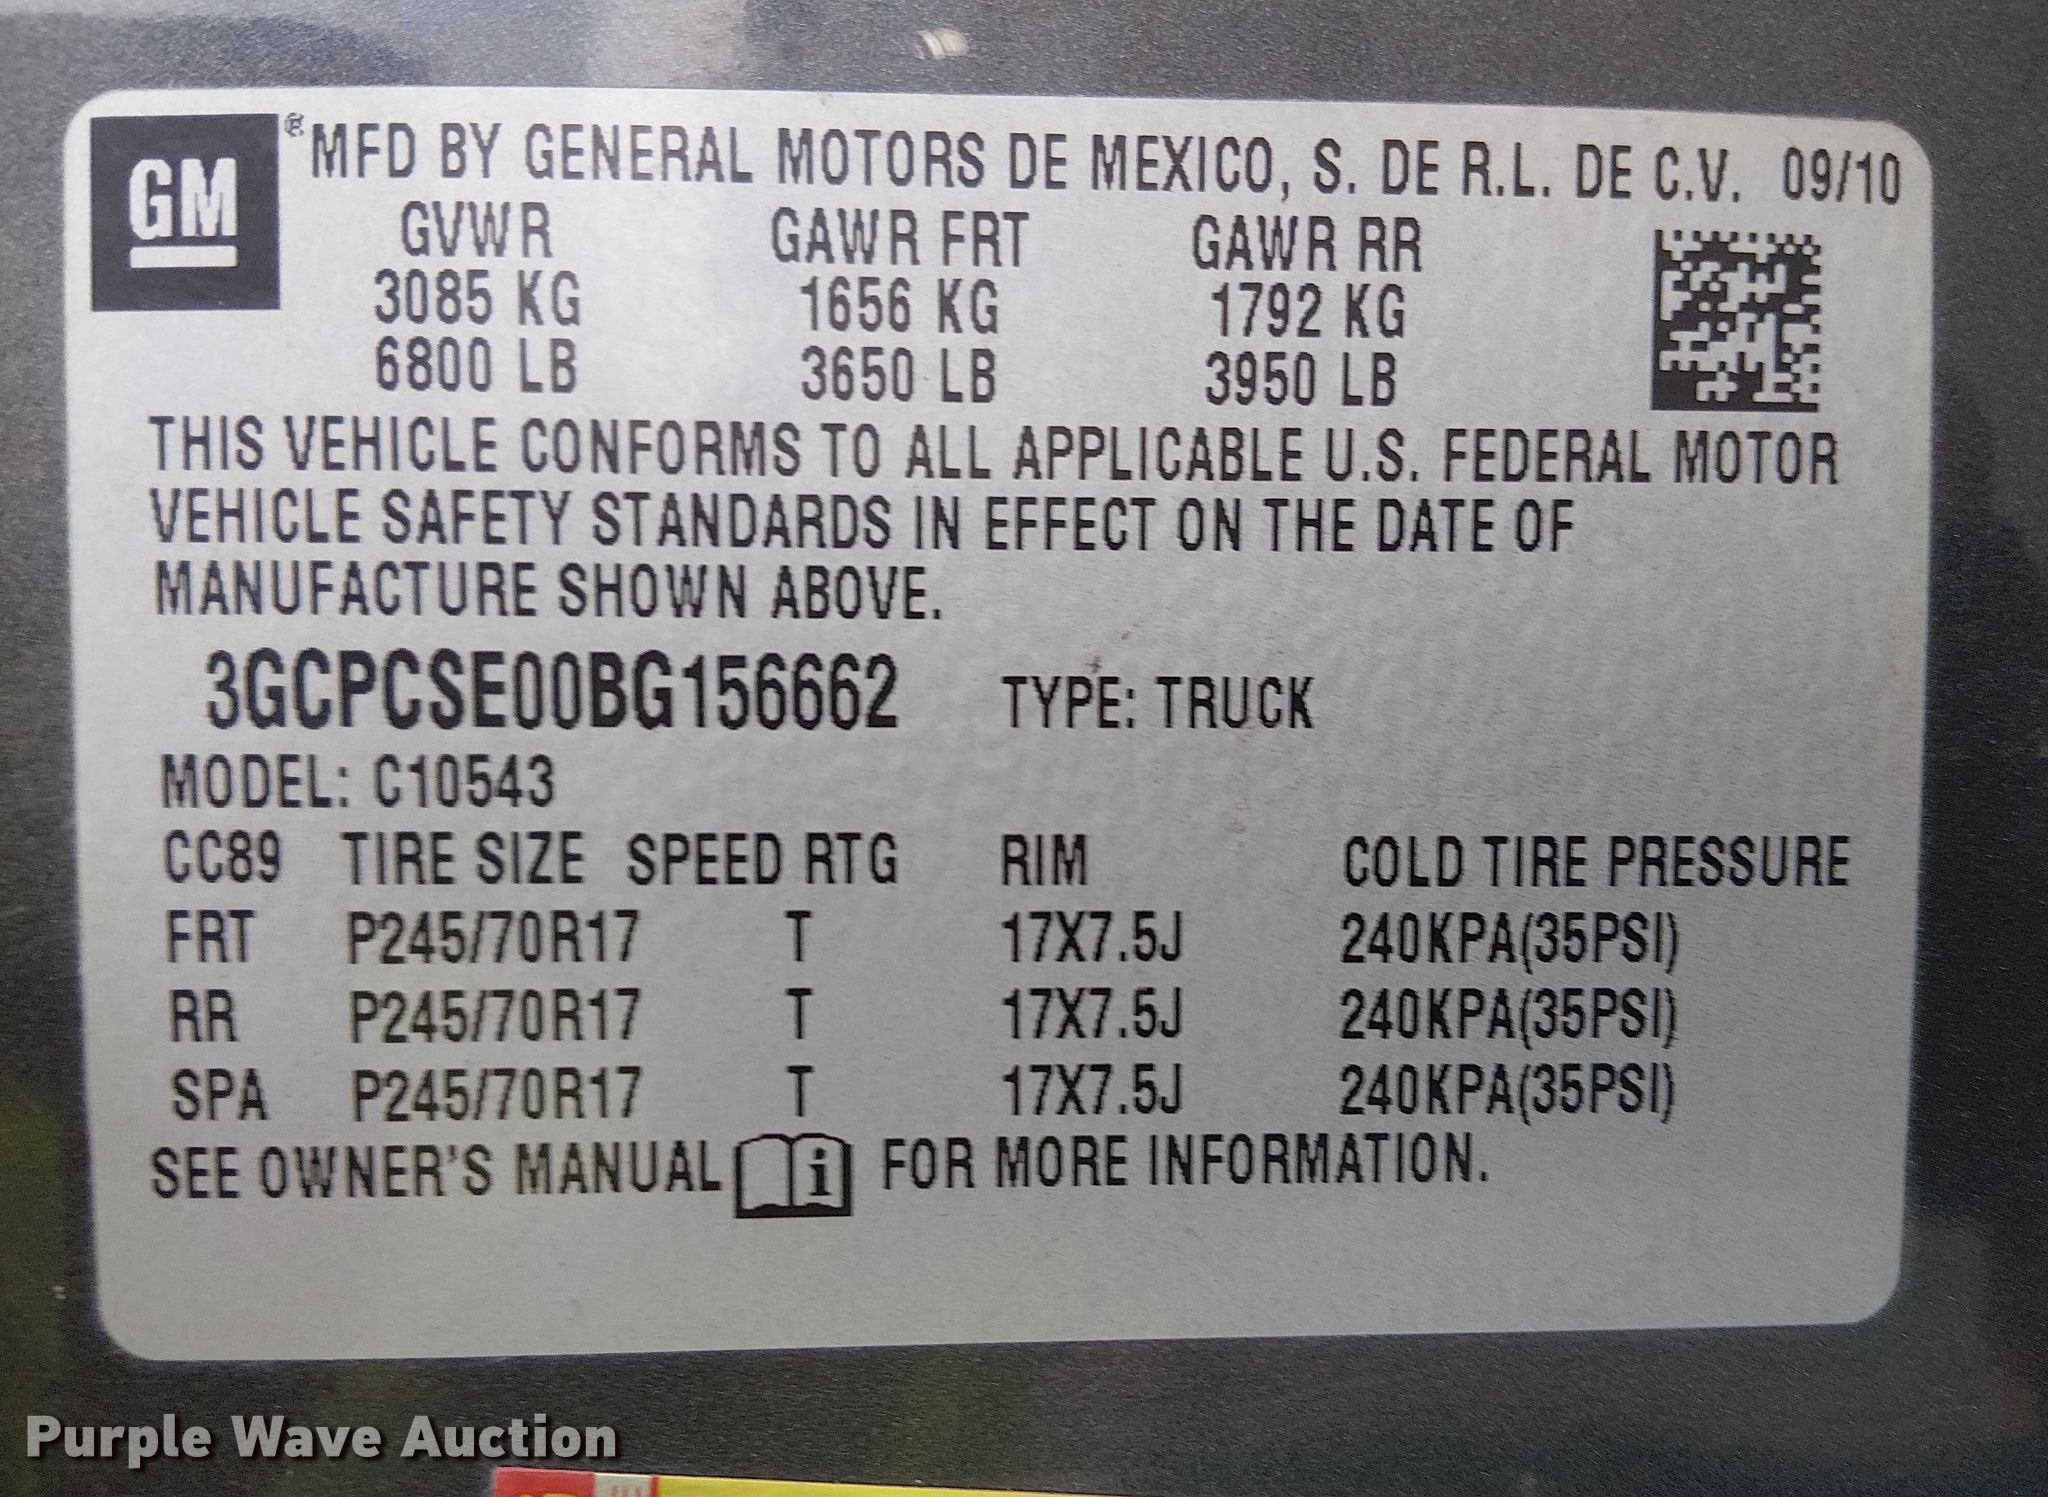 GM
® MFD BY GENERAL MOTORS DE MEXICO, S. DE R.L. DE C.V. 09/10
GVWR GAWR FRT GAWR RR
3085 KG 1656 KG 1792 KG
6800 LB 3650 LB 3950 LB
THIS VEHICLE CONFORMS TO ALL APPLICABLE U.S. FEDERAL MOTOR
VEHICLE SAFETY STANDARDS IN EFFECT ON THE DATE OF
MANUFACTURE SHOWN ABOVE.
3GCPCSE00BG156662 TYPE: TRUCK
MODEL: C10543
CC89 TIRE SIZE SPEED RTG RIM COLD TIRE PRESSURE
FRT P245/70R17 T 17X7.5J 240KPA(35PSI)
RR P245/70R17 T 17X7.5J 240KPA(35PSI)
SPA P245/70R17 T 17X7.5J 240KPA(35PSI)
SEE OWNER'S MANUAL i FOR MORE INFORMATION.
Purple Wave Auction